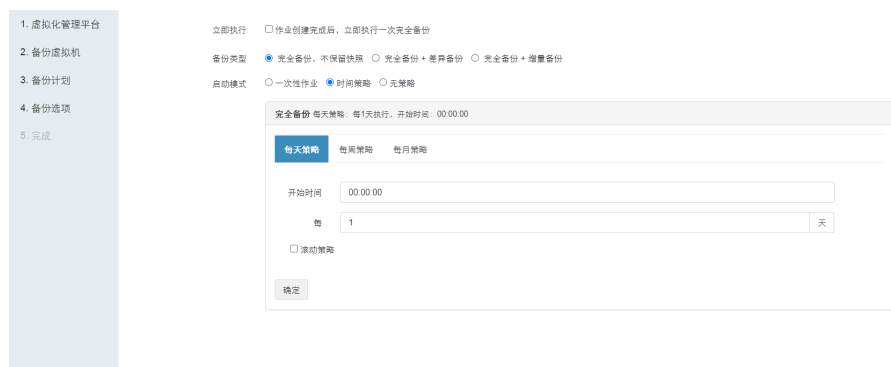 1. 虚拟化管理平台
2. 备份虚拟机
3. 备份计划
4. 备份选项
5. 完成
立即执行 作业创建完成后，立即执行一次完全备份
备份类型 完全备份，不保留快照 完全备份 + 差异备份 完全备份 + 增量备份
启动模式 一次性作业 时间策略 无策略
完全备份 每天策略：每1天执行，开始时间：00:00:00
每天策略 每周策略 每月策略
开始时间 00:00:00
每 1 天
滚动策略
确定